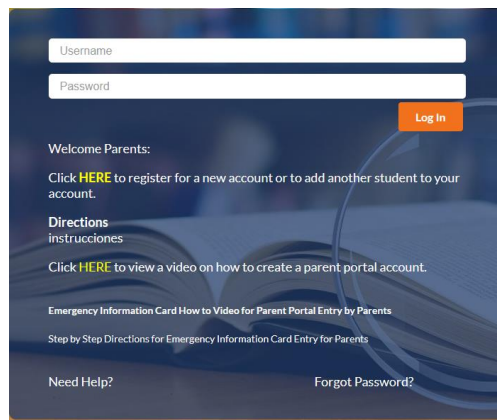 Username
Password
Log In
Welcome Parents:
Click HERE to register for a new account or to add another student to your
account.
Directions
instrucciones
Click HERE to view a video on how to create a parent portal account.
Emergency Information Card How to Video for Parent Portal Entry by Parents
Step by Step Directions for Emergency Information Card Entry for Parents
Need Help? Forgot Password?